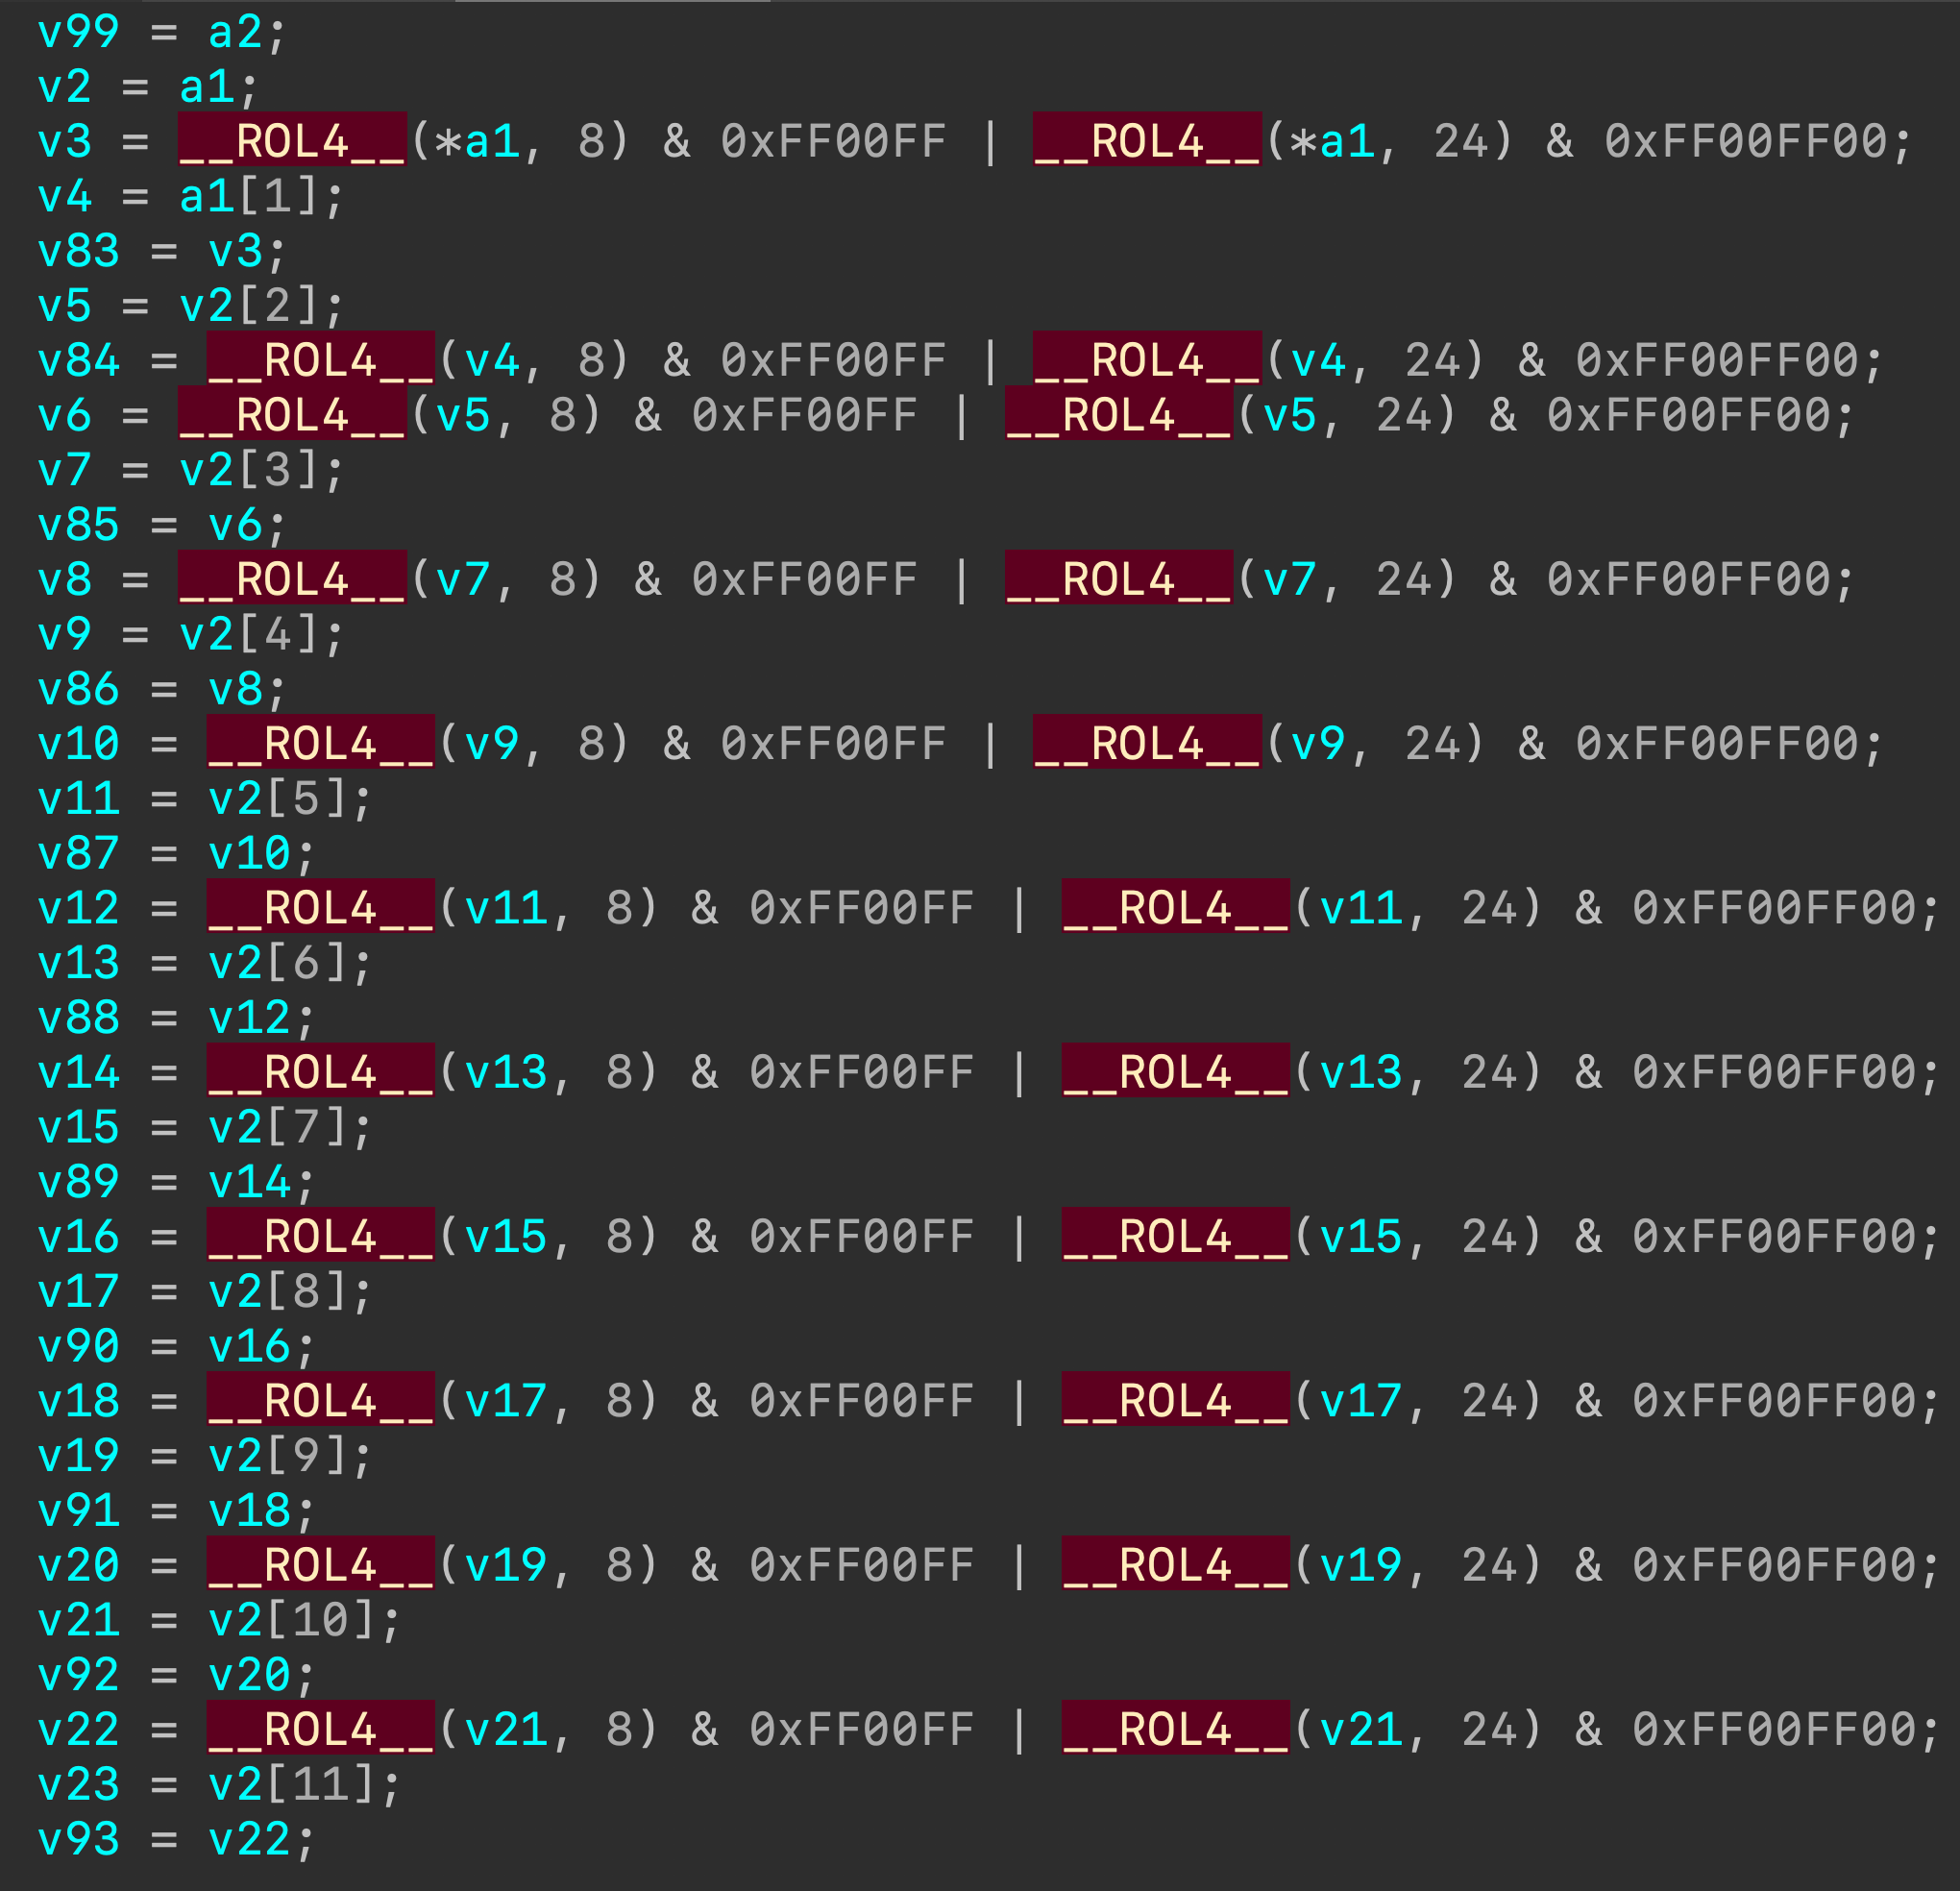 v99 = a2;
v2 = a1;
v3 = __ROL4__(*a1, 8) & 0xFF00FF | __ROL4__(*a1, 24) & 0xFF00FF00;
v4 = a1[1];
v83 = v3;
v5 = v2[2];
v84 = __ROL4__(v4, 8) & 0xFF00FF | __ROL4__(v4, 24) & 0xFF00FF00;
v6 = __ROL4__(v5, 8) & 0xFF00FF | __ROL4__(v5, 24) & 0xFF00FF00;
v7 = v2[3];
v85 = v6;
v8 = __ROL4__(v7, 8) & 0xFF00FF | __ROL4__(v7, 24) & 0xFF00FF00;
v9 = v2[4];
v86 = v8;
v10 = __ROL4__(v9, 8) & 0xFF00FF | __ROL4__(v9, 24) & 0xFF00FF00;
v11 = v2[5];
v87 = v10;
v12 = __ROL4__(v11, 8) & 0xFF00FF | __ROL4__(v11, 24) & 0xFF00FF00;
v13 = v2[6];
v88 = v12;
v14 = __ROL4__(v13, 8) & 0xFF00FF | __ROL4__(v13, 24) & 0xFF00FF00;
v15 = v2[7];
v89 = v14;
v16 = __ROL4__(v15, 8) & 0xFF00FF | __ROL4__(v15, 24) & 0xFF00FF00;
v17 = v2[8];
v90 = v16;
v18 = __ROL4__(v17, 8) & 0xFF00FF | __ROL4__(v17, 24) & 0xFF00FF00;
v19 = v2[9];
v91 = v18;
v20 = __ROL4__(v19, 8) & 0xFF00FF | __ROL4__(v19, 24) & 0xFF00FF00;
v21 = v2[10];
v92 = v20;
v22 = __ROL4__(v21, 8) & 0xFF00FF | __ROL4__(v21, 24) & 0xFF00FF00;
v23 = v2[11];
v93 = v22;